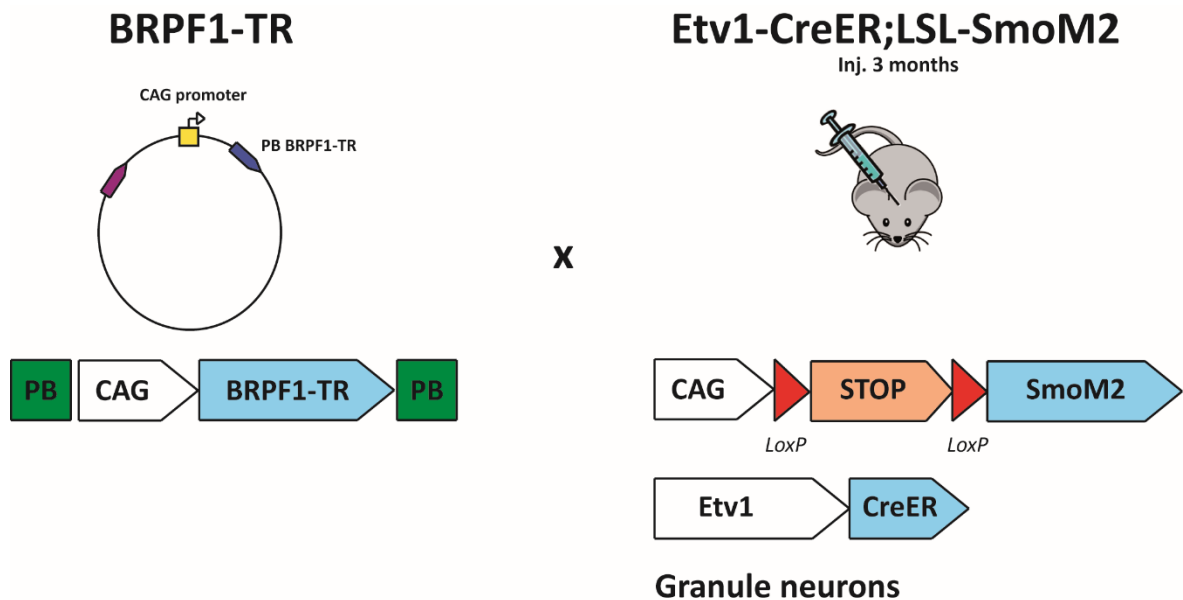 BRPF1-TR
CAG promoter
PB BRPF1-TR
x
Etv1-CreER;LSL-SmoM2
Inj. 3 months
PB CAG BRPF1-TR PB
CAG STOP SmoM2
LoxP LoxP
Etv1 CreER
Granule neurons